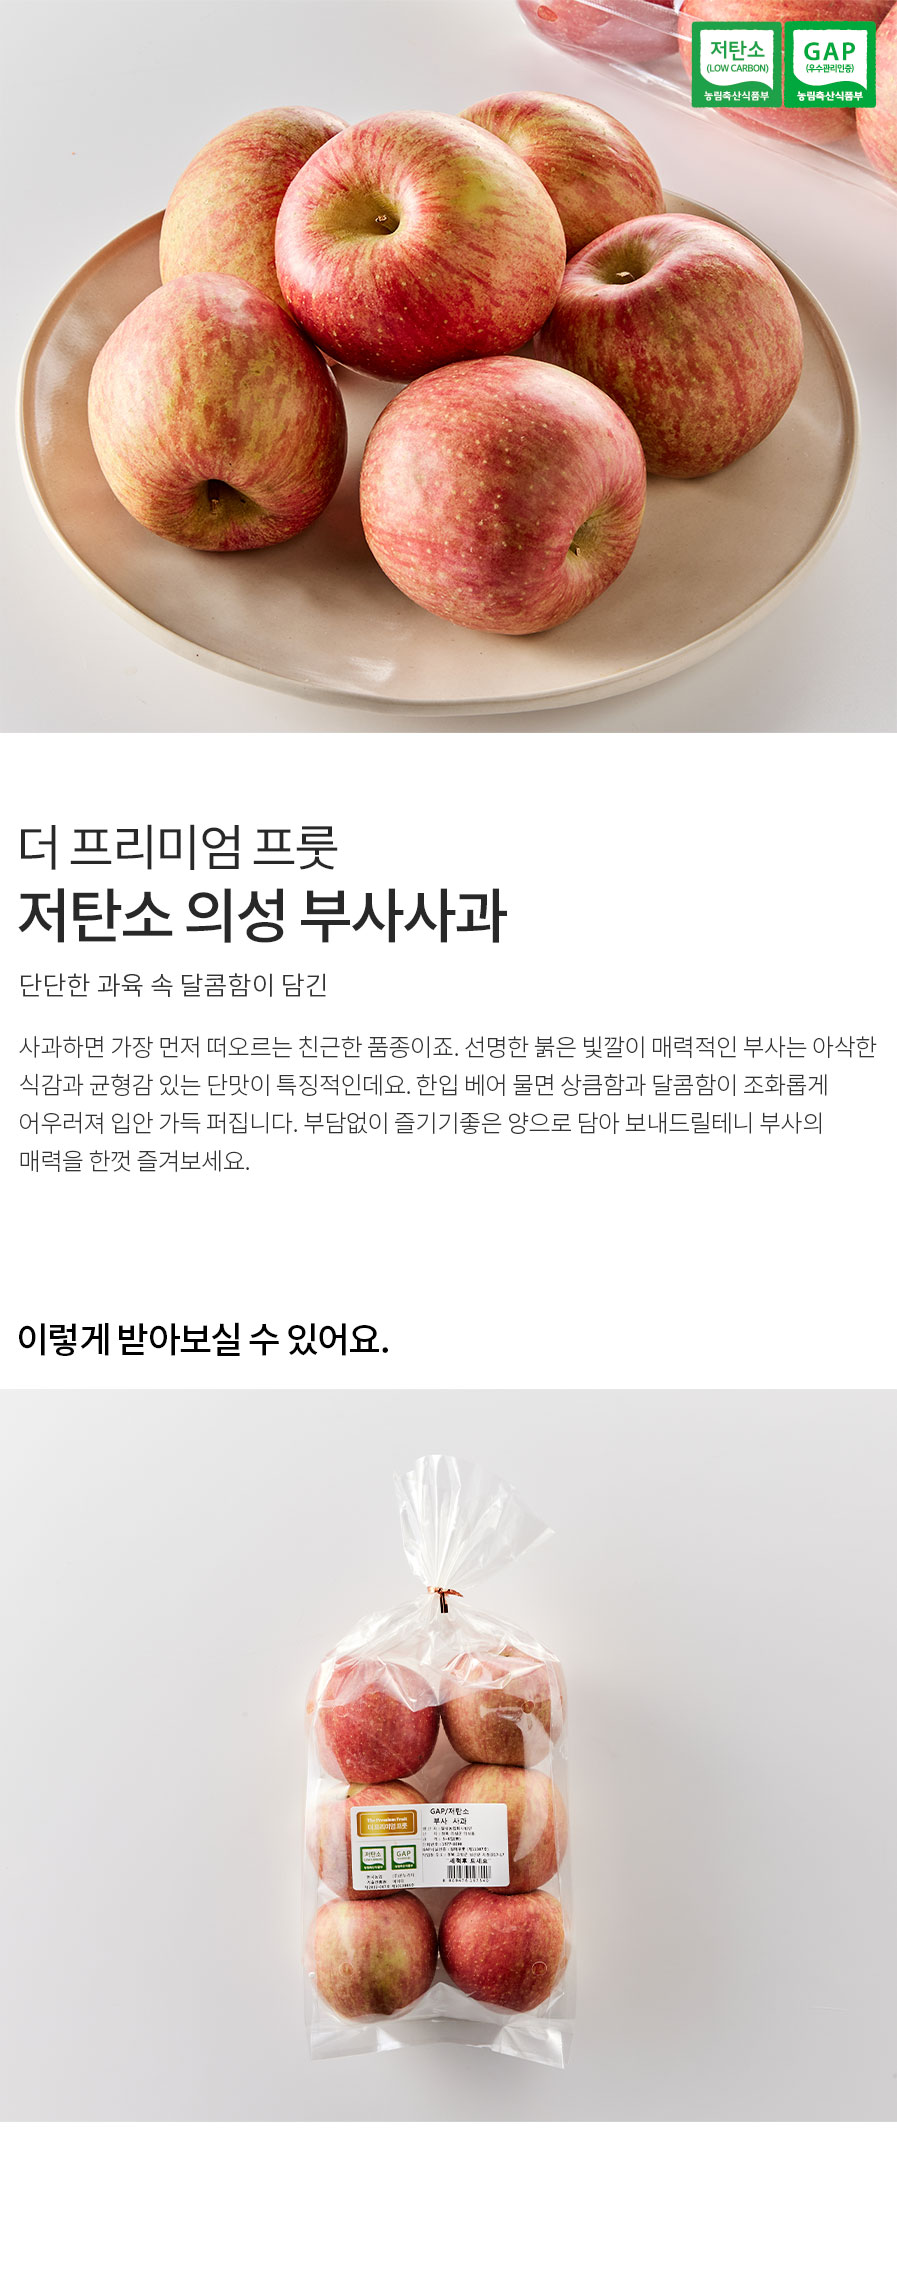 저탄소
(LOW CARBON)
농림축산식품부
GAP
(우수관리인증)
농림축산식품부
더 프리미엄 프룻
저탄소 의성 부사사과
단단한 과육 속 달콤함이 담긴
사과하면 가장 먼저 떠오르는 친근한 품종이죠. 선명한 붉은 빛깔이 매력적인 부사는 아삭한
식감과 균형감 있는 단맛이 특징적인데요. 한입 베어 물면 상큼함과 달콤함이 조화롭게
어우러져 입안 가득 퍼집니다. 부담없이 즐기기좋은 양으로 담아 보내드릴테니 부사의
매력을 한껏 즐겨보세요.
이렇게 받아보실 수 있어요.
The Premium Fruit
더 프리미엄 프룻
GAP/저탄소
부사 사과
저탄소
GAP
세척후 드세요